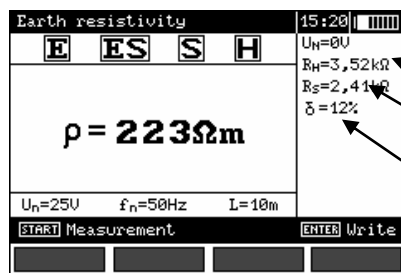 Earth resistivity 15:20
E ES S H
UN=0V
RH=3,52kΩ
RS=2,41kΩ
δ=12%
ρ=223Ωm
Un=25V fn=50Hz L=10m
START Measurement ENTER Write